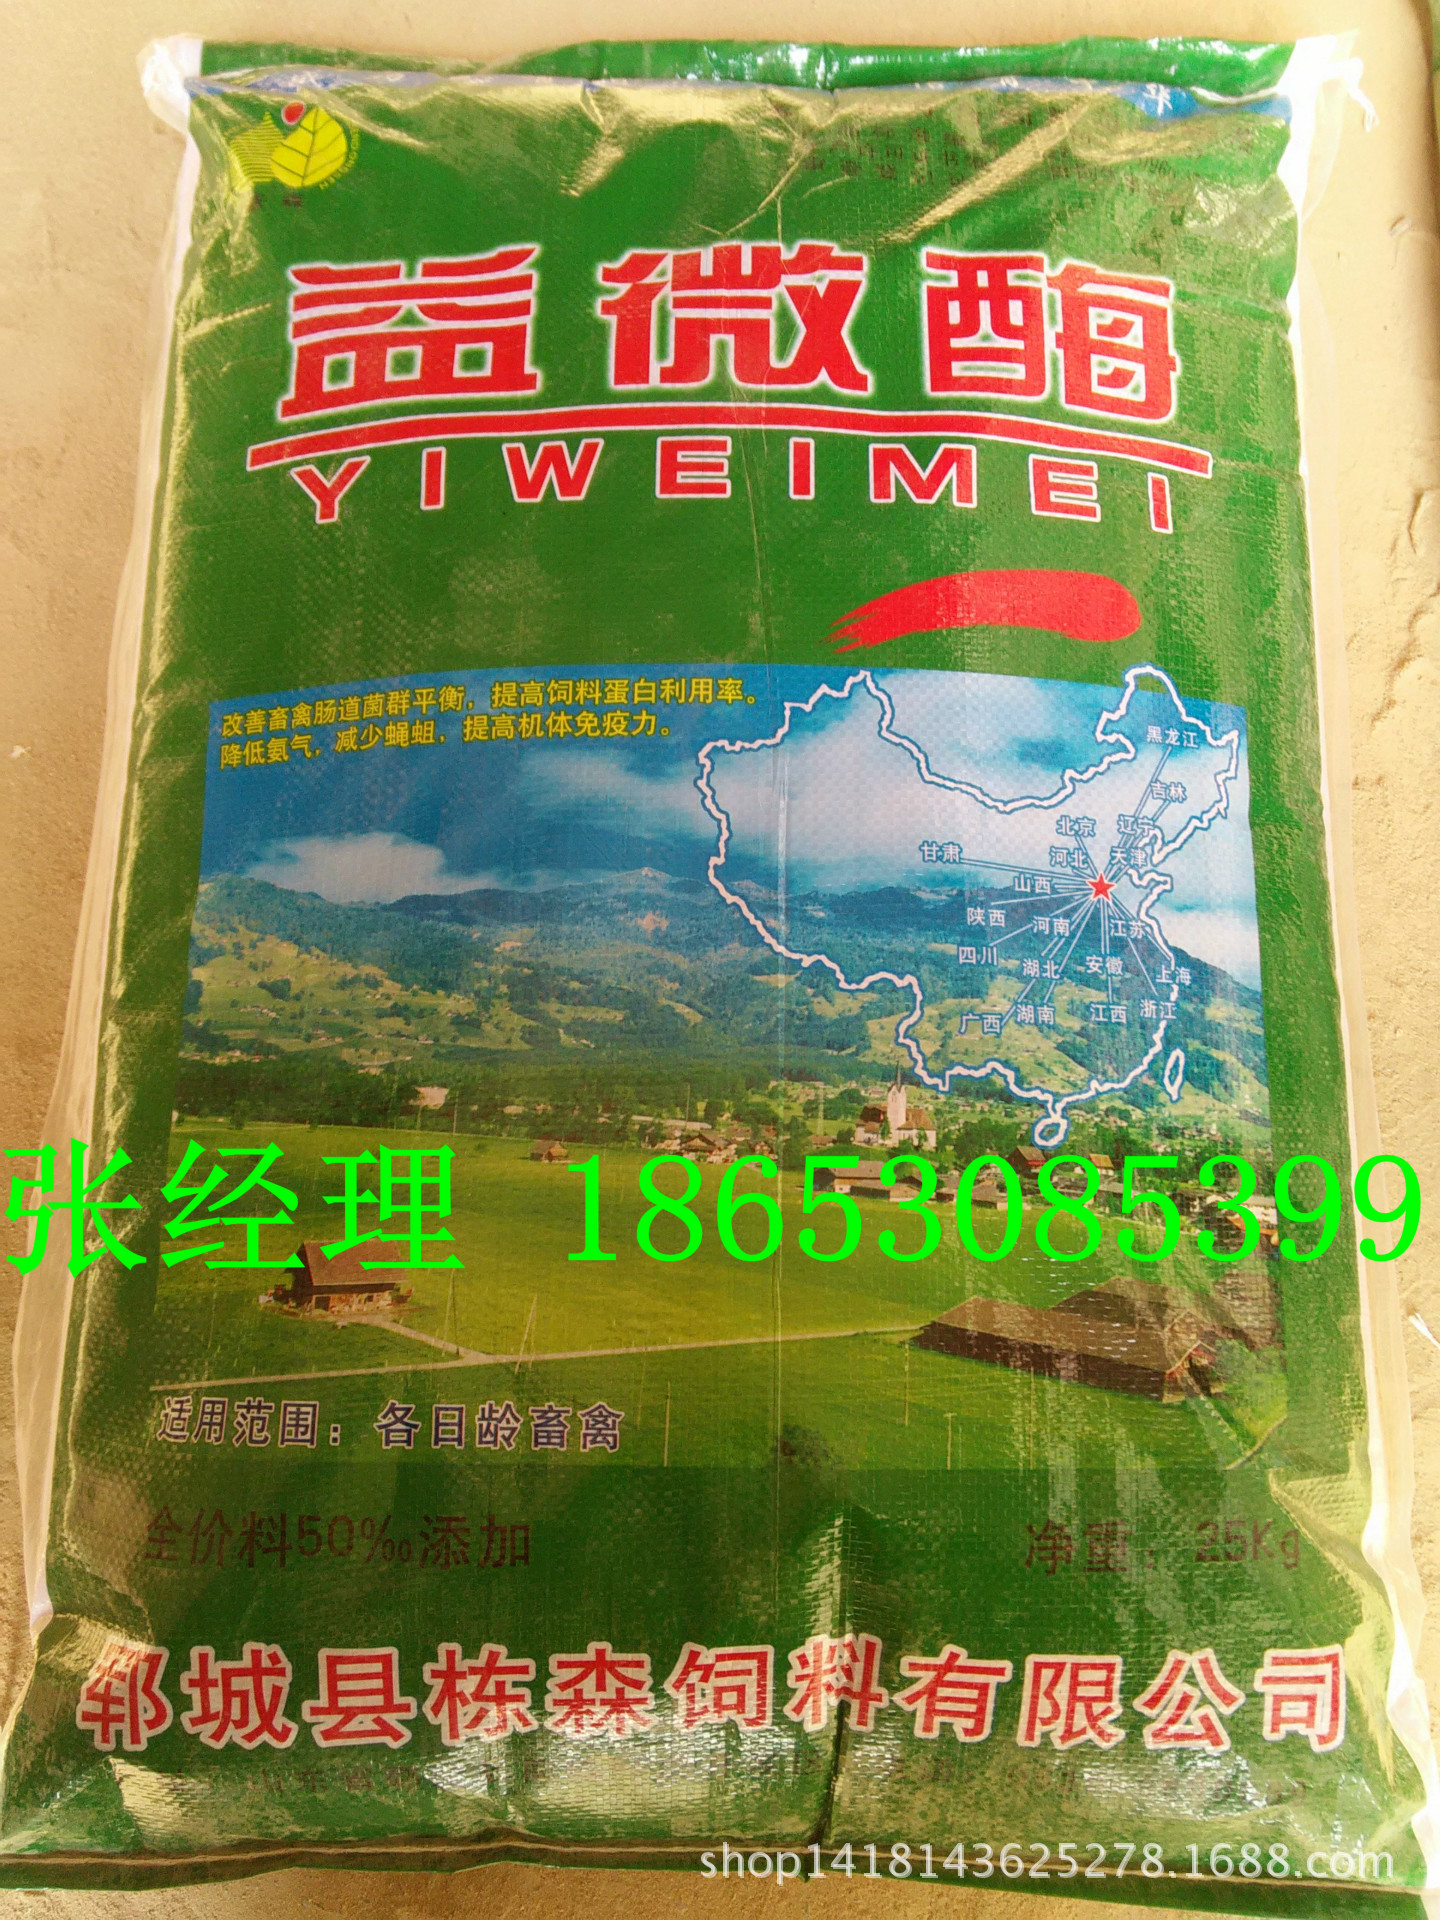 益微酶
YIWEIMEI
改善畜禽肠道菌群平衡，提高饲料蛋白利用率。
降低氨气，减少蝇蛆，提高机体免疫力。
黑龙江
吉林
北京 辽宁
甘肃 河北 天津
山西
陕西 河南 江苏
四川 湖北 安徽 上海
广西 湖南 江西 浙江
张经理 18653085399
适用范围：各日龄畜禽
全价料50‰添加 净重：25Kg
郓城县栋森饲料有限公司
shop1418143625278.1688.com